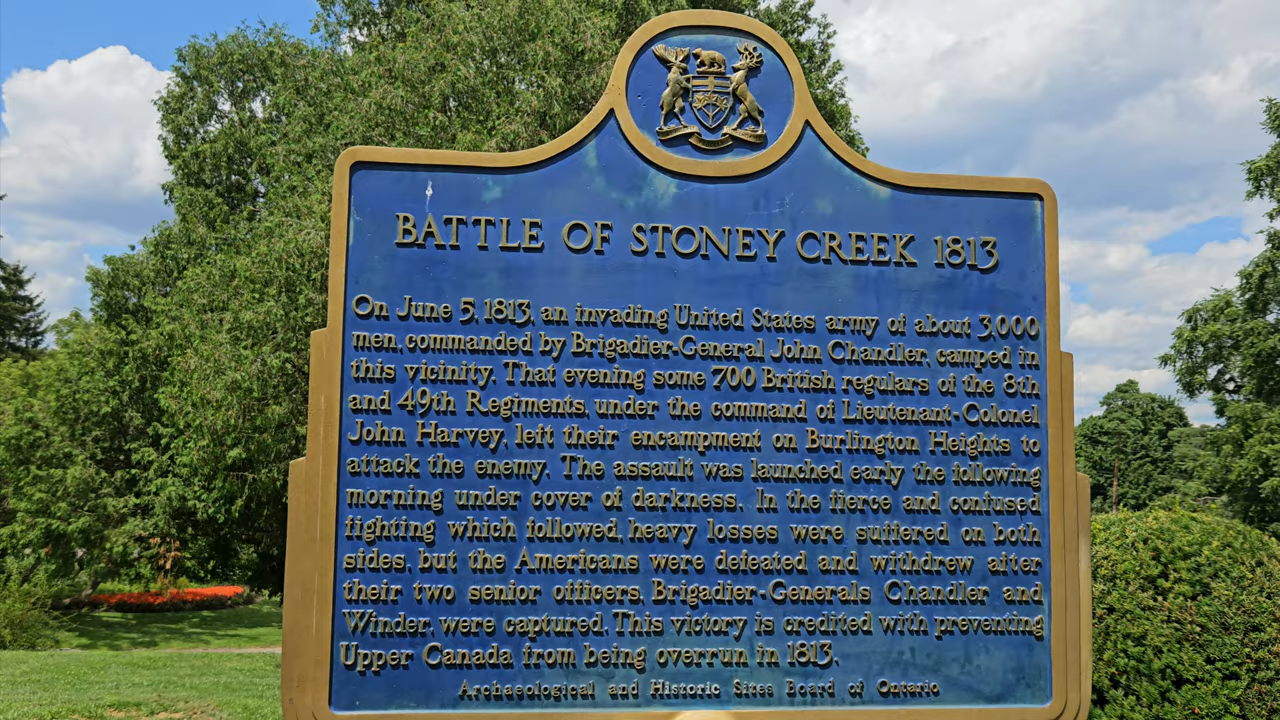 BATTLE OF STONEY CREEK 1813
On June 5, 1813, an invading United States army of about 3,000
men, commanded by Brigadier-General John Chandler, camped in
this vicinity. That evening some 700 British regulars of the 8th
and 49th Regiments, under the command of Lieutenant-Colonel
John Harvey, left their encampment on Burlington Heights to
attack the enemy. The assault was launched early the following
morning under cover of darkness. In the fierce and confused
fighting which followed, heavy losses were suffered on both
sides, but the Americans were defeated and withdrew after
their two senior officers, Brigadier-Generals Chandler and
Winder, were captured. This victory is credited with preventing
Upper Canada from being overrun in 1813.
Archaeological and Historic Sites Board of Ontario